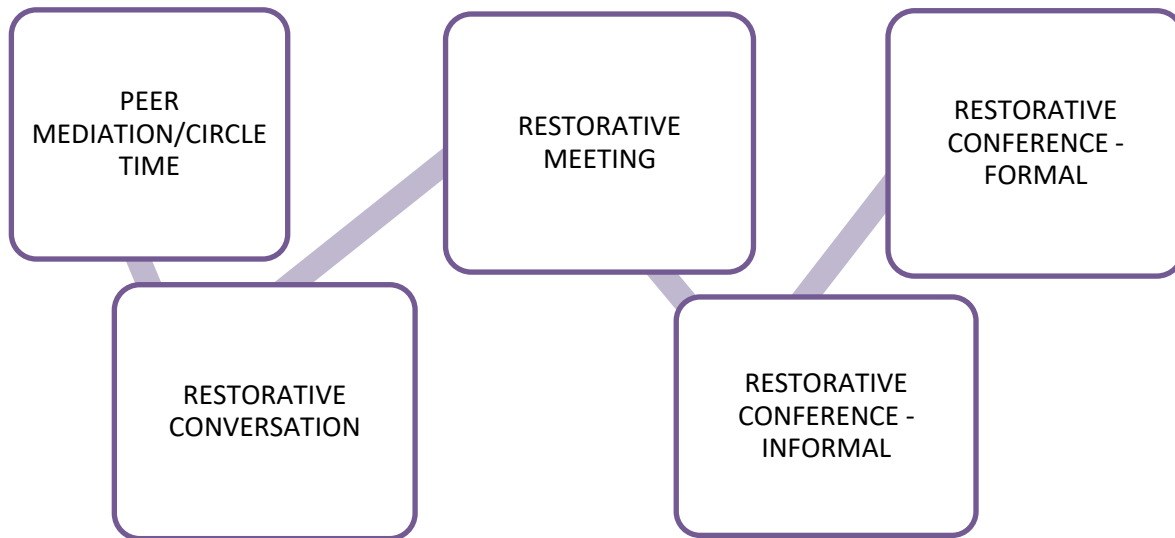 PEER
MEDIATION/CIRCLE
TIME
RESTORATIVE
CONVERSATION
RESTORATIVE
MEETING
RESTORATIVE
CONFERENCE -
INFORMAL
RESTORATIVE
CONFERENCE -
FORMAL